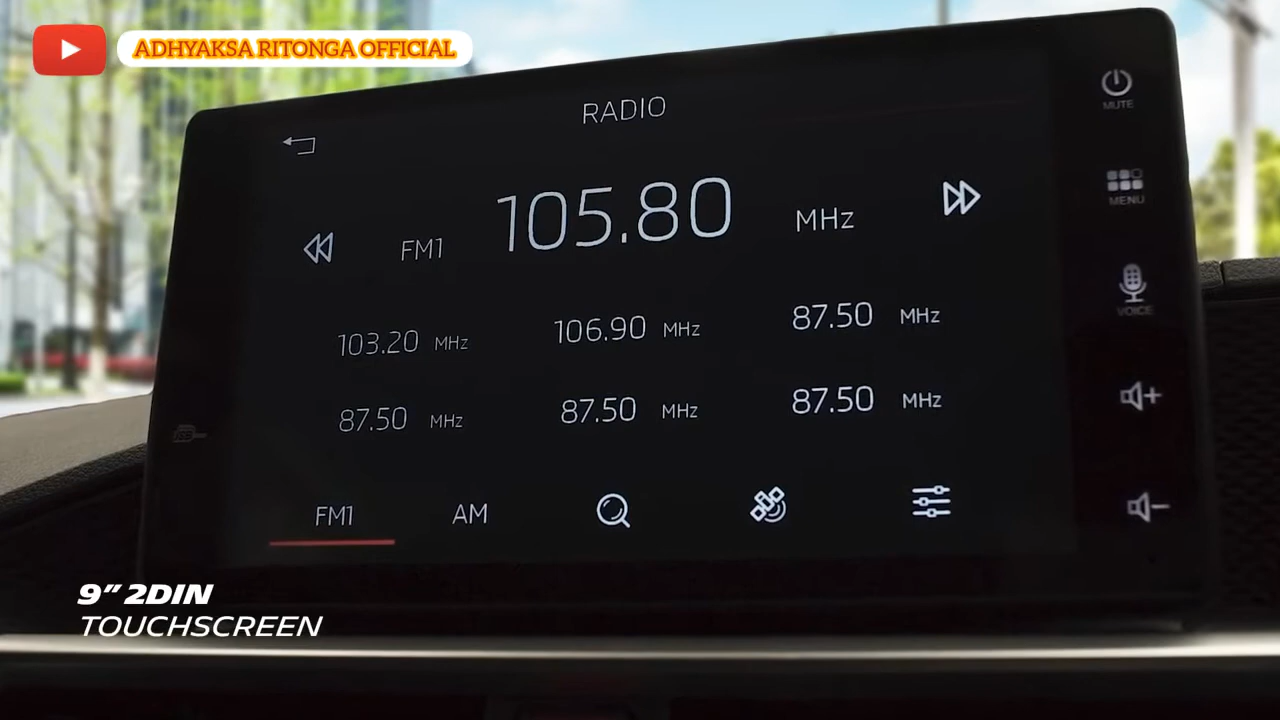 ADHYAKSA RITONGA OFFICIAL
RADIO
MUTE
FM1 105.80 MHz
MENU
103.20 MHz 106.90 MHz 87.50 MHz
VOICE
87.50 MHz 87.50 MHz 87.50 MHz
FM1 AM
9” 2DIN
TOUCHSCREEN